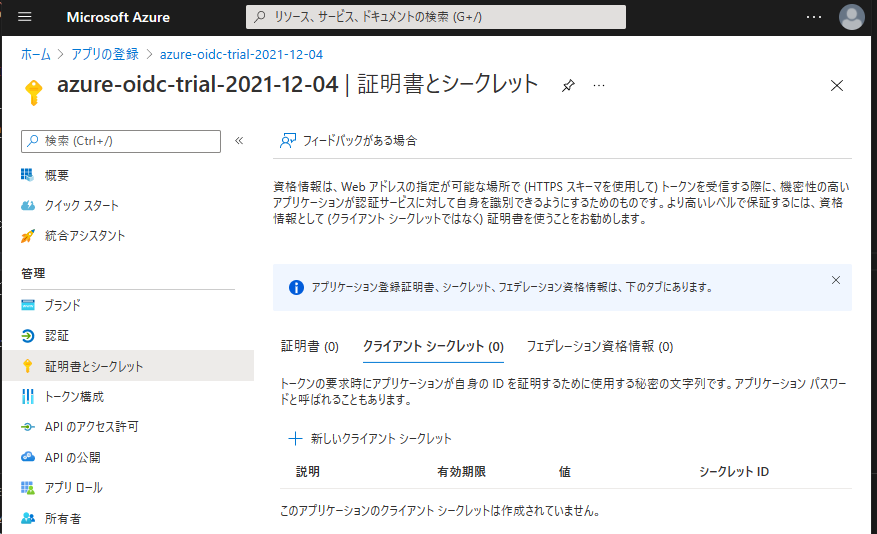 Microsoft Azure
リソース、サービス、ドキュメントの検索 (G+/)
ホーム > アプリの登録 > azure-oidc-trial-2021-12-04
azure-oidc-trial-2021-12-04 | 証明書とシークレット
検索 (Ctrl+/)
概要
クイック スタート
統合アシスタント
管理
ブランド
認証
証明書とシークレット
トークン構成
API のアクセス許可
API の公開
アプリ ロール
所有者
フィードバックがある場合
資格情報は、Web アドレスの指定が可能な場所で (HTTPS スキーマを使用して) トークンを受信する際に、機密性の高い
アプリケーションが認証サービスに対して自身を識別できるようにするためのものです。より高いレベルで保証するには、資格
情報として (クライアント シークレットではなく) 証明書を使うことをお勧めします。
アプリケーション登録証明書、シークレット、フェデレーション資格情報は、下のタブにあります。
証明書 (0) クライアント シークレット (0) フェデレーション資格情報 (0)
トークンの要求時にアプリケーションが自身の ID を証明するために使用する秘密の文字列です。アプリケーション パスワー
ドと呼ばれることもあります。
新しいクライアント シークレット
説明 有効期限 値 シークレット ID
このアプリケーションのクライアント シークレットは作成されていません。